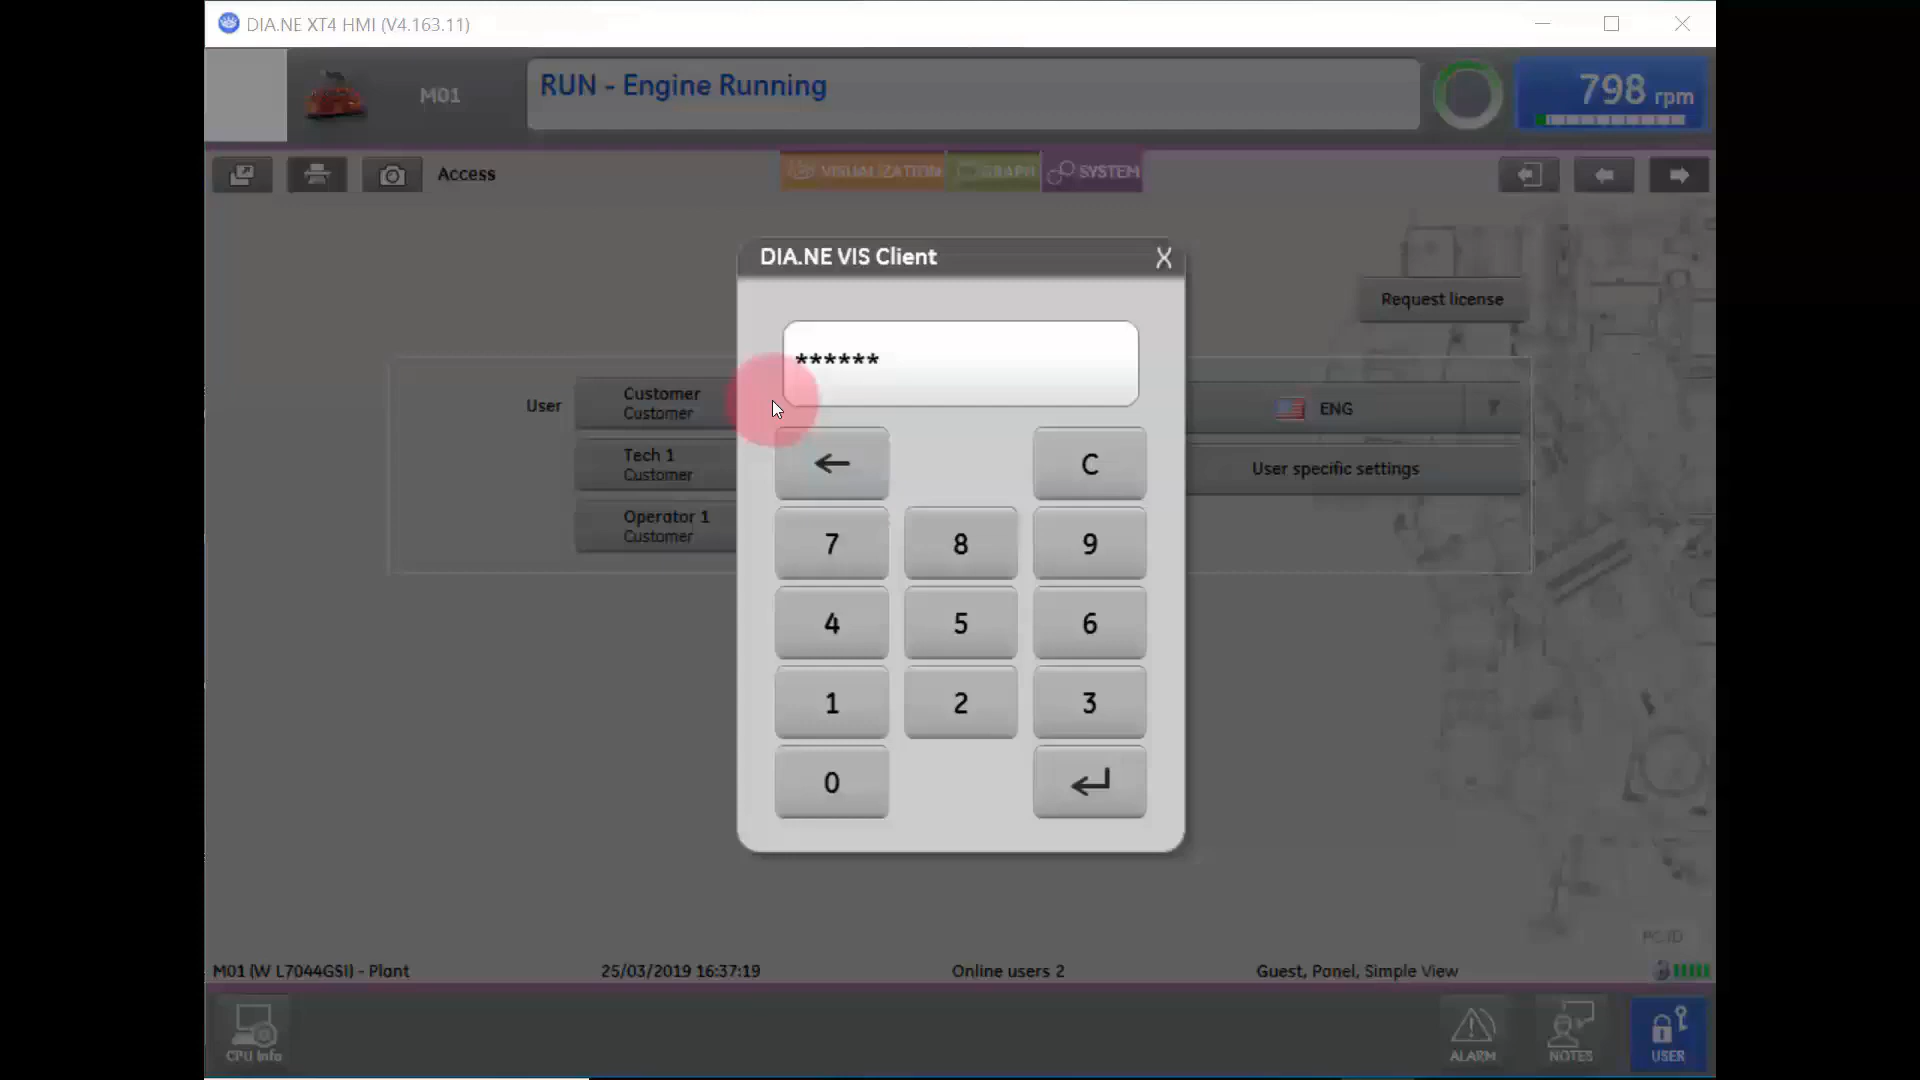 DIA.NE XT4 HMI (V4.163.11)
M01
RUN - Engine Running
798 rpm
Access
VISUALIZATION
GRAPH
SYSTEM
DIA.NE VIS Client
X
Request license
******
User
Customer
Customer
ENG
Tech 1
Customer
User specific settings
Operator 1
Customer
C
7 8 9
4 5 6
1 2 3
0
PC.ID
M01 (W L7044GSI) - Plant
25/03/2019 16:37:19
Online users 2
Guest, Panel, Simple View
CPU Info
ALARM
NOTES
USER